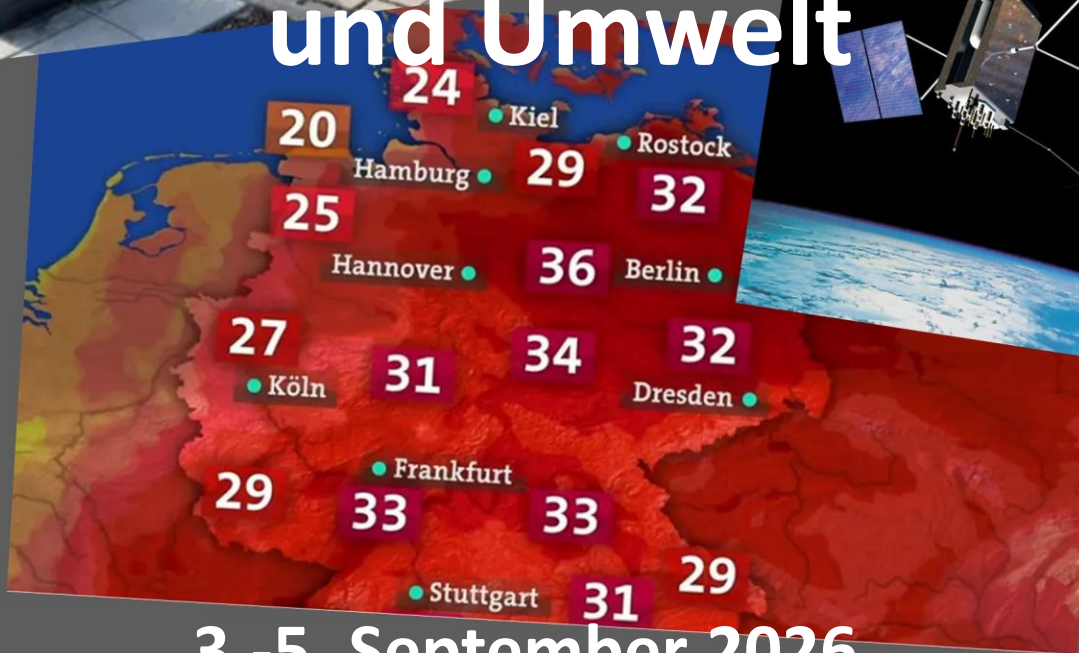 und Umwelt
24
Kiel
20
Rostock
Hamburg
29
32
25
Hannover
36
Berlin
27
34
32
31
Köln
Dresden
Frankfurt
29
33
33
29
Stuttgart
31
3.-5. September 2026